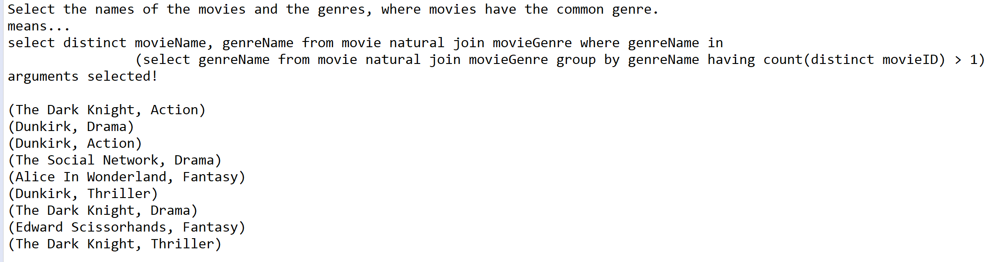 Select the names of the movies and the genres, where movies have the common genre.
means...
select distinct movieName, genreName from movie natural join movieGenre where genreName in
(select genreName from movie natural join movieGenre group by genreName having count(distinct movieID) > 1)
arguments selected!
(The Dark Knight, Action)
(Dunkirk, Drama)
(Dunkirk, Action)
(The Social Network, Drama)
(Alice In Wonderland, Fantasy)
(Dunkirk, Thriller)
(The Dark Knight, Drama)
(Edward Scissorhands, Fantasy)
(The Dark Knight, Thriller)